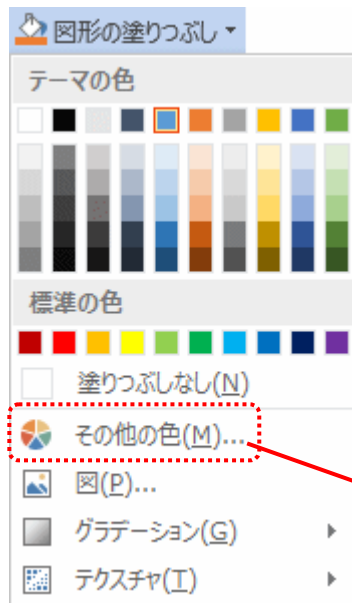 図形の塗りつぶし
テーマの色
標準の色
塗りつぶしなし(N)
その他の色(M)...
図(P)...
グラデーション(G)
テクスチャ(T)